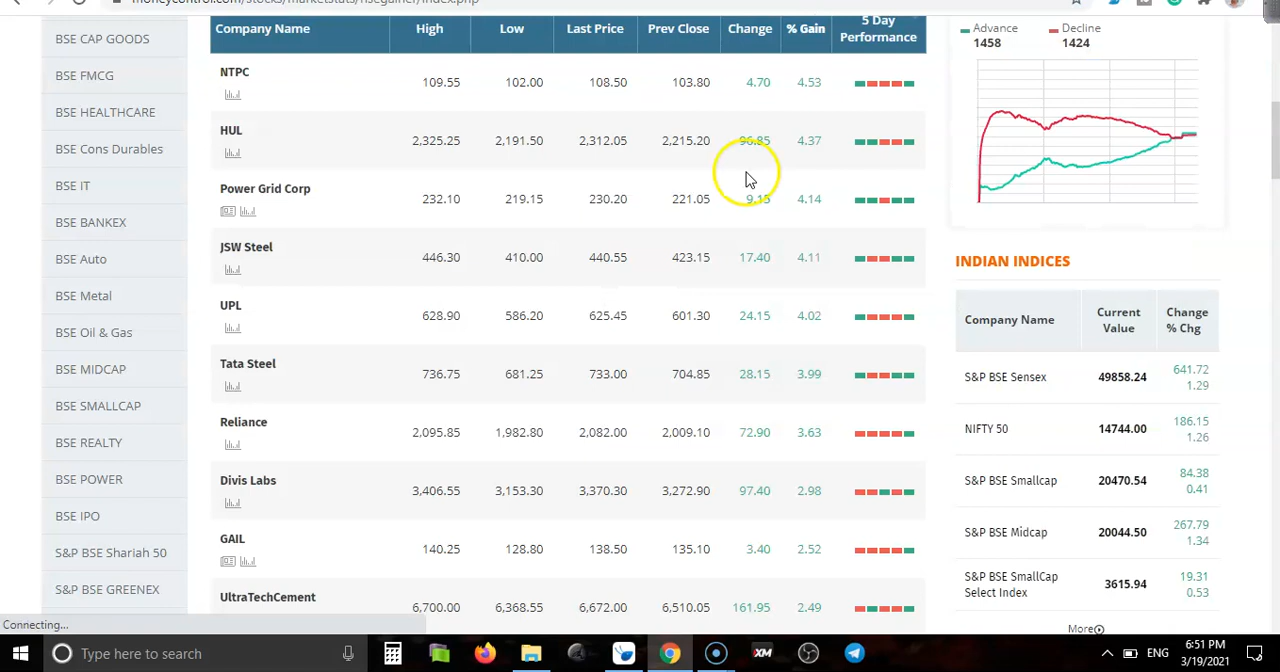 moneycontrol.com/stocks/marketstats/nsegainer/index.php
BSE CAP GOODS
BSE FMCG
BSE HEALTHCARE
BSE Cons Durables
BSE IT
BSE BANKEX
BSE Auto
BSE Metal
BSE Oil & Gas
BSE MIDCAP
BSE SMALLCAP
BSE REALTY
BSE POWER
BSE IPO
S&P BSE Shariah 50
S&P BSE GREENEX
Company Name High Low Last Price Prev Close Change % Gain 5 Day
Performance
NTPC 109.55 102.00 108.50 103.80 4.70 4.53
HUL 2,325.25 2,191.50 2,312.05 2,215.20 96.85 4.37
Power Grid Corp 232.10 219.15 230.20 221.05 9.15 4.14
JSW Steel 446.30 410.00 440.55 423.15 17.40 4.11
UPL 628.90 586.20 625.45 601.30 24.15 4.02
Tata Steel 736.75 681.25 733.00 704.85 28.15 3.99
Reliance 2,095.85 1,982.80 2,082.00 2,009.10 72.90 3.63
Divis Labs 3,406.55 3,153.30 3,370.30 3,272.90 97.40 2.98
GAIL 140.25 128.80 138.50 135.10 3.40 2.52
UltraTechCement 6,700.00 6,368.55 6,672.00 6,510.05 161.95 2.49
Advance Decline
1458 1424
INDIAN INDICES
Company Name Current
Value Change
% Chg
S&P BSE Sensex 49858.24 641.72
1.29
NIFTY 50 14744.00 186.15
1.26
S&P BSE Smallcap 20470.54 84.38
0.41
S&P BSE Midcap 20044.50 267.79
1.34
S&P BSE SmallCap
Select Index 3615.94 19.31
0.53
More
Connecting...
Type here to search
XM
ENG
6:51 PM
3/19/2021